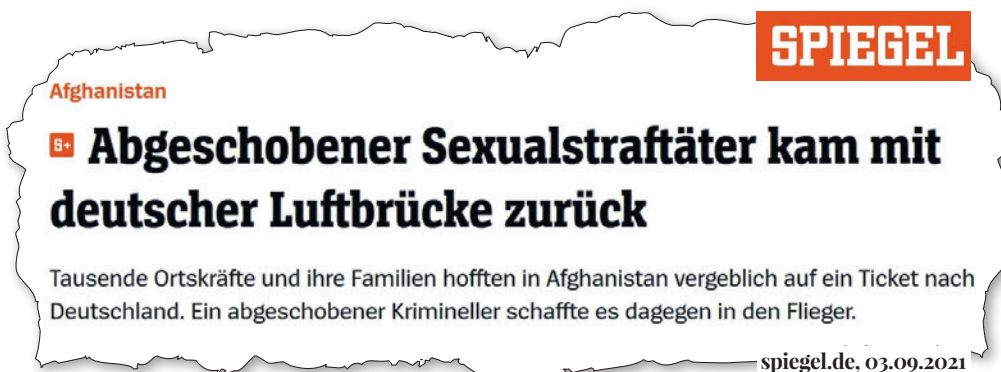 SPIEGEL
Afghanistan
S+ Abgeschobener Sexualstraftäter kam mit
deutscher Luftbrücke zurück
Tausende Ortskräfte und ihre Familien hofften in Afghanistan vergeblich auf ein Ticket nach
Deutschland. Ein abgeschobener Krimineller schaffte es dagegen in den Flieger.
spiegel.de, 03.09.2021